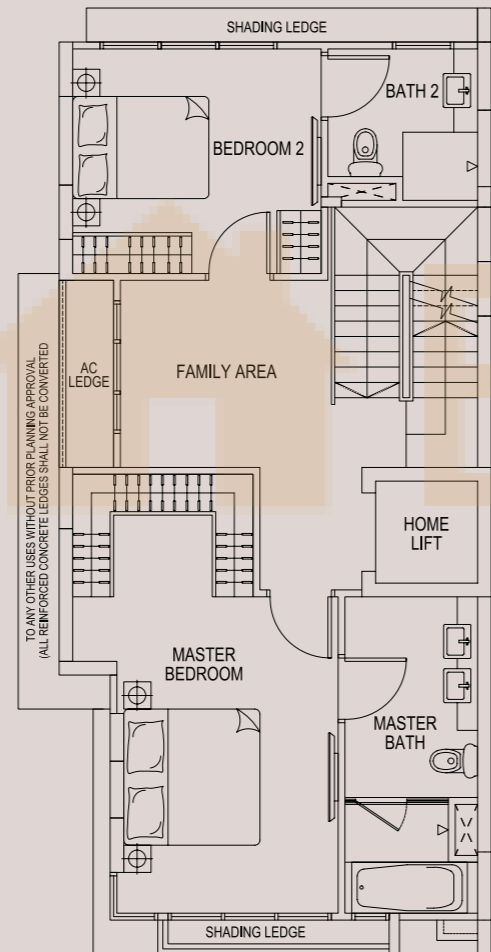 SHADING LEDGE
BATH 2
BEDROOM 2
AC
LEDGE
FAMILY AREA
TO ANY OTHER USES WITHOUT PRIOR PLANNING APPROVAL
(ALL REINFORCED CONCRETE LEDGES SHALL NOT BE CONVERTED
HOME
LIFT
MASTER
BEDROOM
MASTER
BATH
SHADING LEDGE